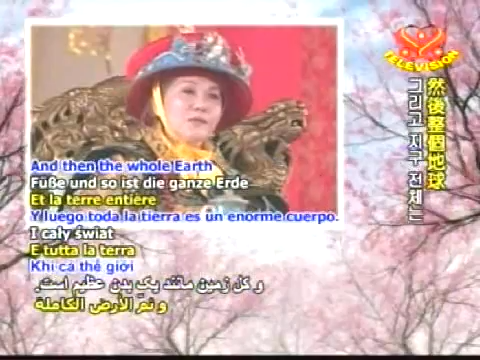 TELEVISION
然後整個地球
그리고 지구 전체는
And then the whole Earth
Füße und so ist die ganze Erde
Et la terre entière
Y luego toda la tierra es un enorme cuerpo.
I cały świat
E tutta la terra
Khi cả thế giới
و کل زمین مانند یک بدن عظیم است.
و ثم الأرض الكاملة